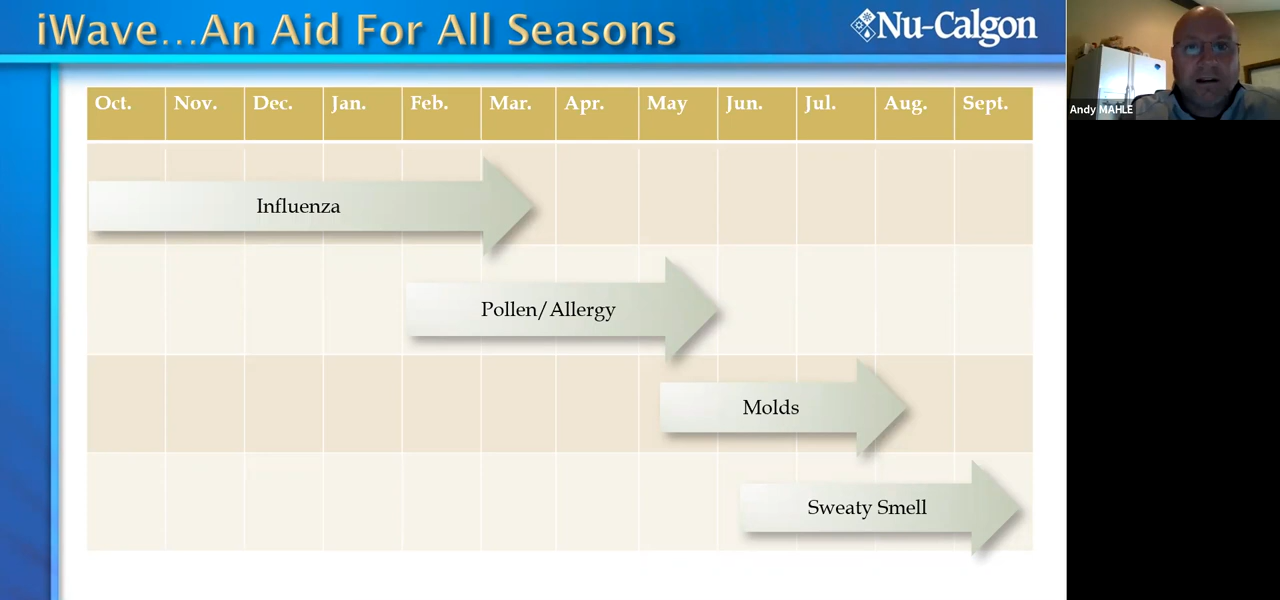 iWave...An Aid For All Seasons
Nu-Calgon
Andy MAHLE
Oct. Nov. Dec. Jan. Feb. Mar. Apr. May Jun. Jul. Aug. Sept.
Influenza
Pollen/Allergy
Molds
Sweaty Smell